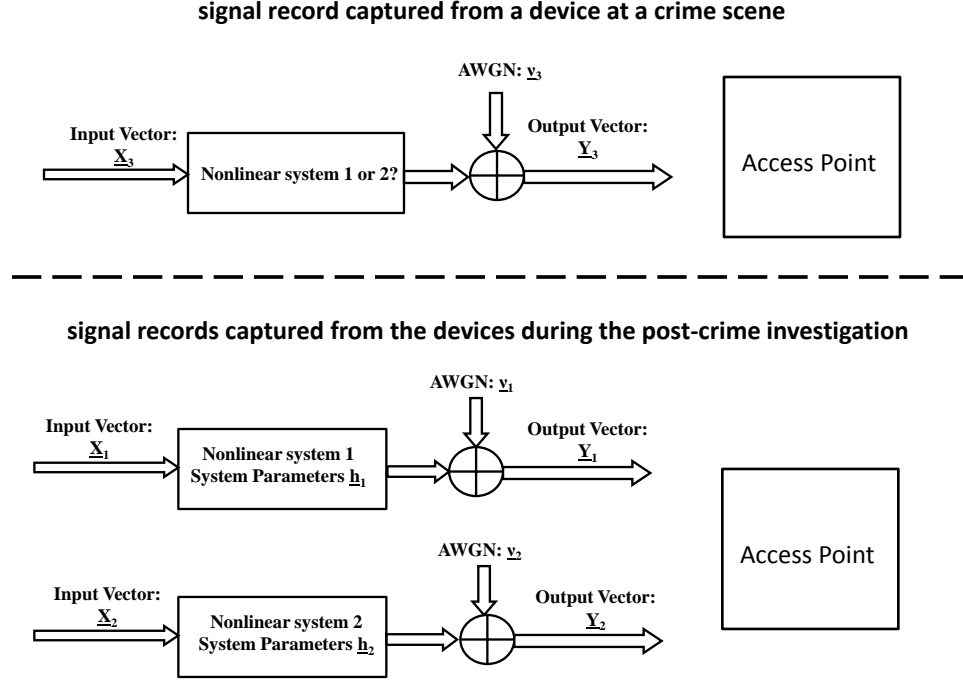 signal record captured from a device at a crime scene
AWGN: v₃
Input Vector:
X₃
Nonlinear system 1 or 2?
Output Vector:
Y₃
Access Point
signal records captured from the devices during the post-crime investigation
AWGN: v₁
Input Vector:
X₁
Nonlinear system 1
System Parameters h₁
Output Vector:
Y₁
AWGN: v₂
Input Vector:
X₂
Nonlinear system 2
System Parameters h₂
Output Vector:
Y₂
Access Point